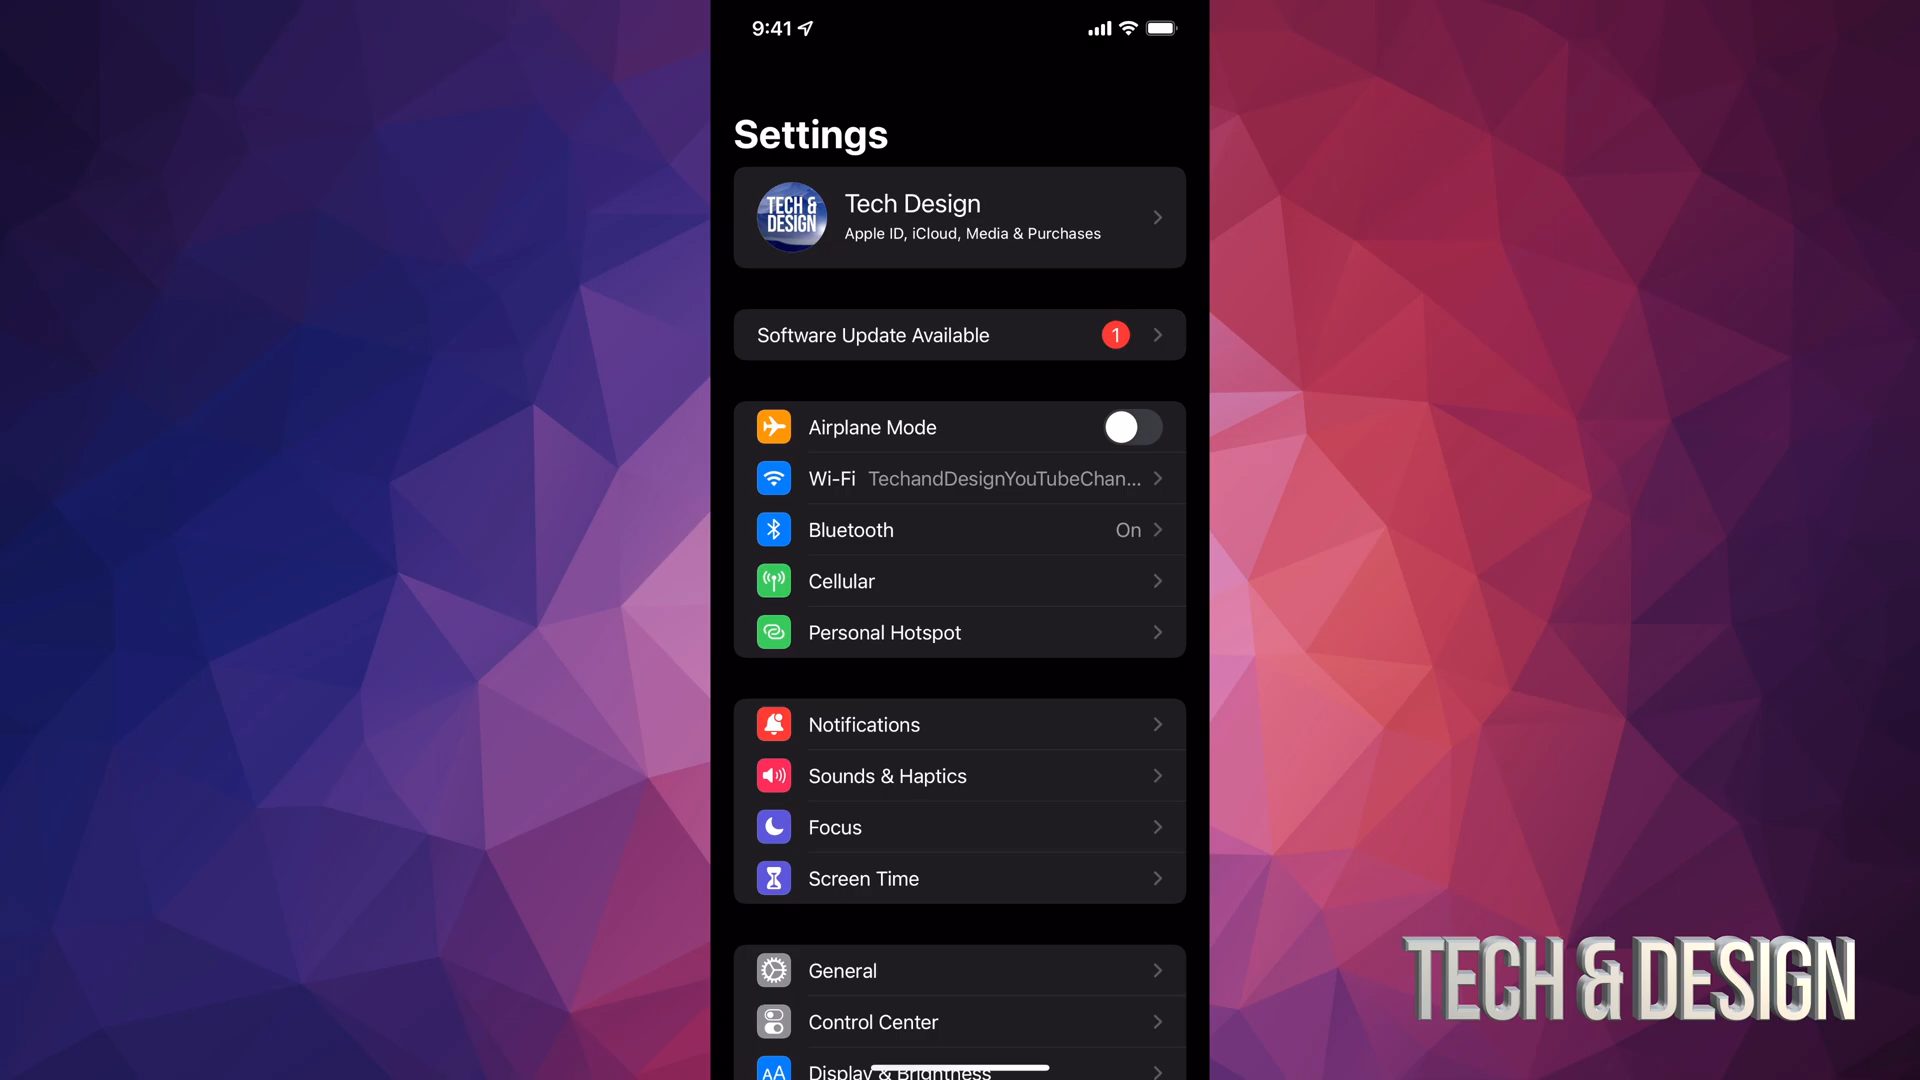 9:41
Settings
TECH &
DESIGN
Tech Design
Apple ID, iCloud, Media & Purchases
Software Update Available 1
Airplane Mode
Wi-Fi TechandDesignYouTubeChan...
Bluetooth On
Cellular
Personal Hotspot
Notifications
Sounds & Haptics
Focus
Screen Time
General
Control Center
AA Display & Brightness
TECH & DESIGN